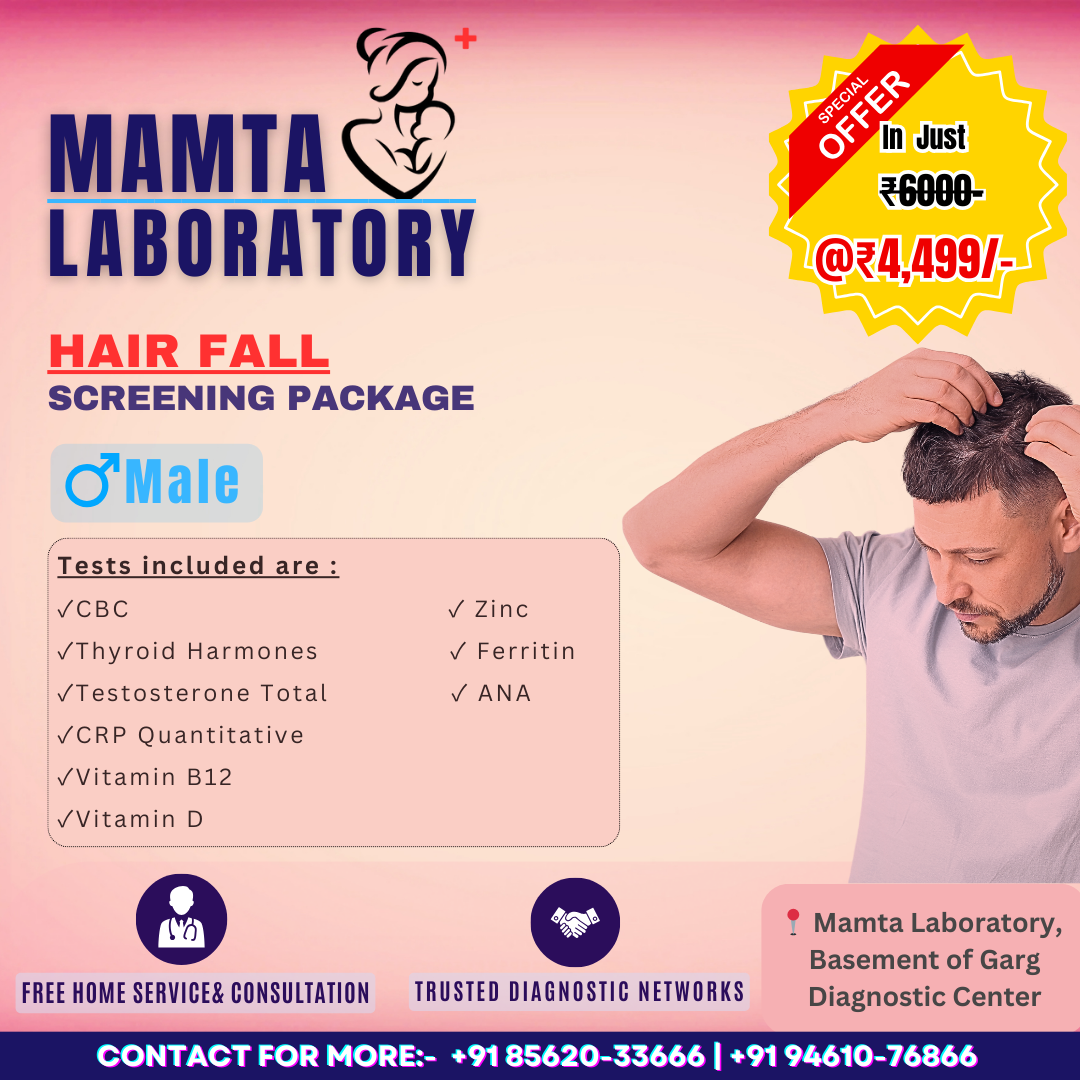 MAMTA
LABORATORY
SPECIAL
OFFER
In Just
₹6000-
@₹4,499/-
HAIR FALL
SCREENING PACKAGE
♂Male
Tests included are :
✓CBC
✓Thyroid Harmones
✓Testosterone Total
✓CRP Quantitative
✓Vitamin B12
✓Vitamin D
✓ Zinc
✓ Ferritin
✓ ANA
FREE HOME SERVICE& CONSULTATION
TRUSTED DIAGNOSTIC NETWORKS
📍 Mamta Laboratory,
Basement of Garg
Diagnostic Center
CONTACT FOR MORE:- +91 85620-33666 | +91 94610-76866